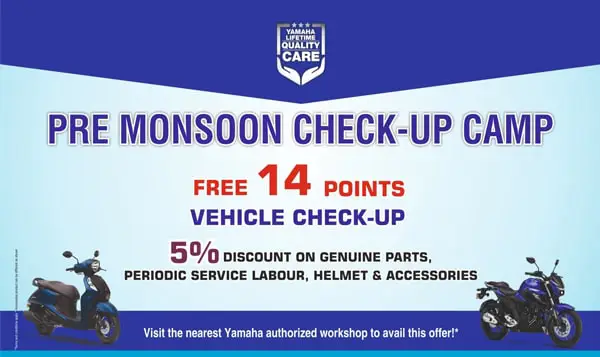 YAMAHA
LIFETIME
QUALITY
CARE
PRE MONSOON CHECK-UP CAMP
FREE 14 POINTS
VEHICLE CHECK-UP
5% DISCOUNT ON GENUINE PARTS,
PERIODIC SERVICE LABOUR, HELMET & ACCESSORIES
Visit the nearest Yamaha authorized workshop to avail this offer!*